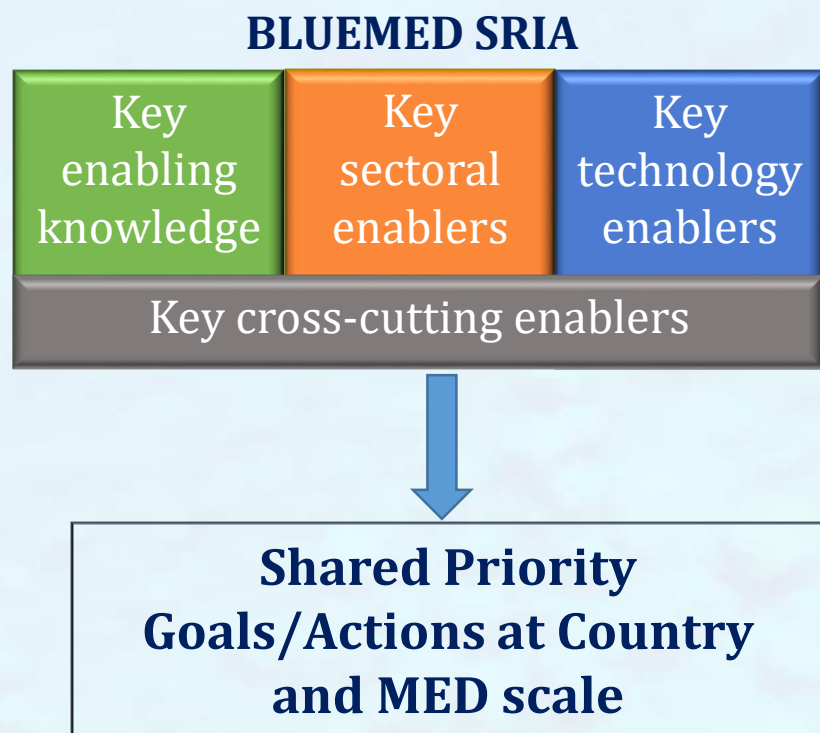 BLUEMED SRIA
Key
enabling
knowledge
Key
sectoral
enablers
Key
technology
enablers
Key cross-cutting enablers
Shared Priority
Goals/Actions at Country
and MED scale